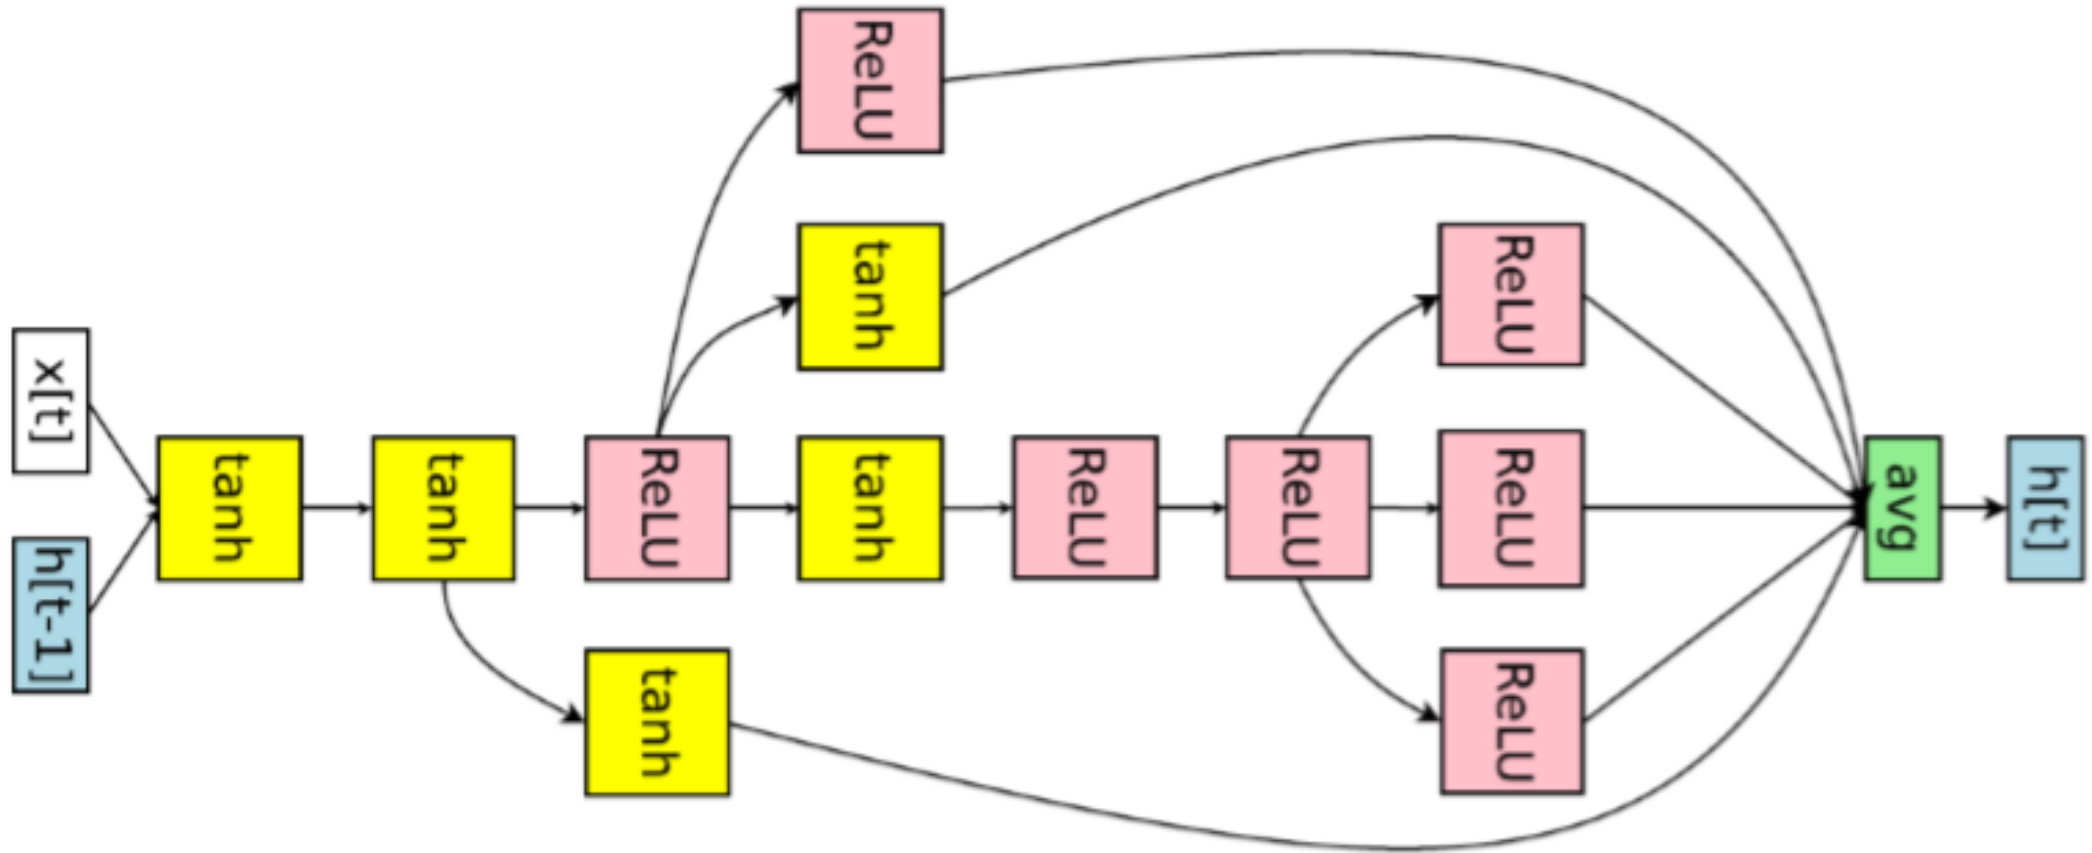 ReLU
tanh
ReLU
x[t]
h[t-1]
tanh
tanh
ReLU
tanh
ReLU
ReLU
ReLU
avg
h[t]
tanh
ReLU